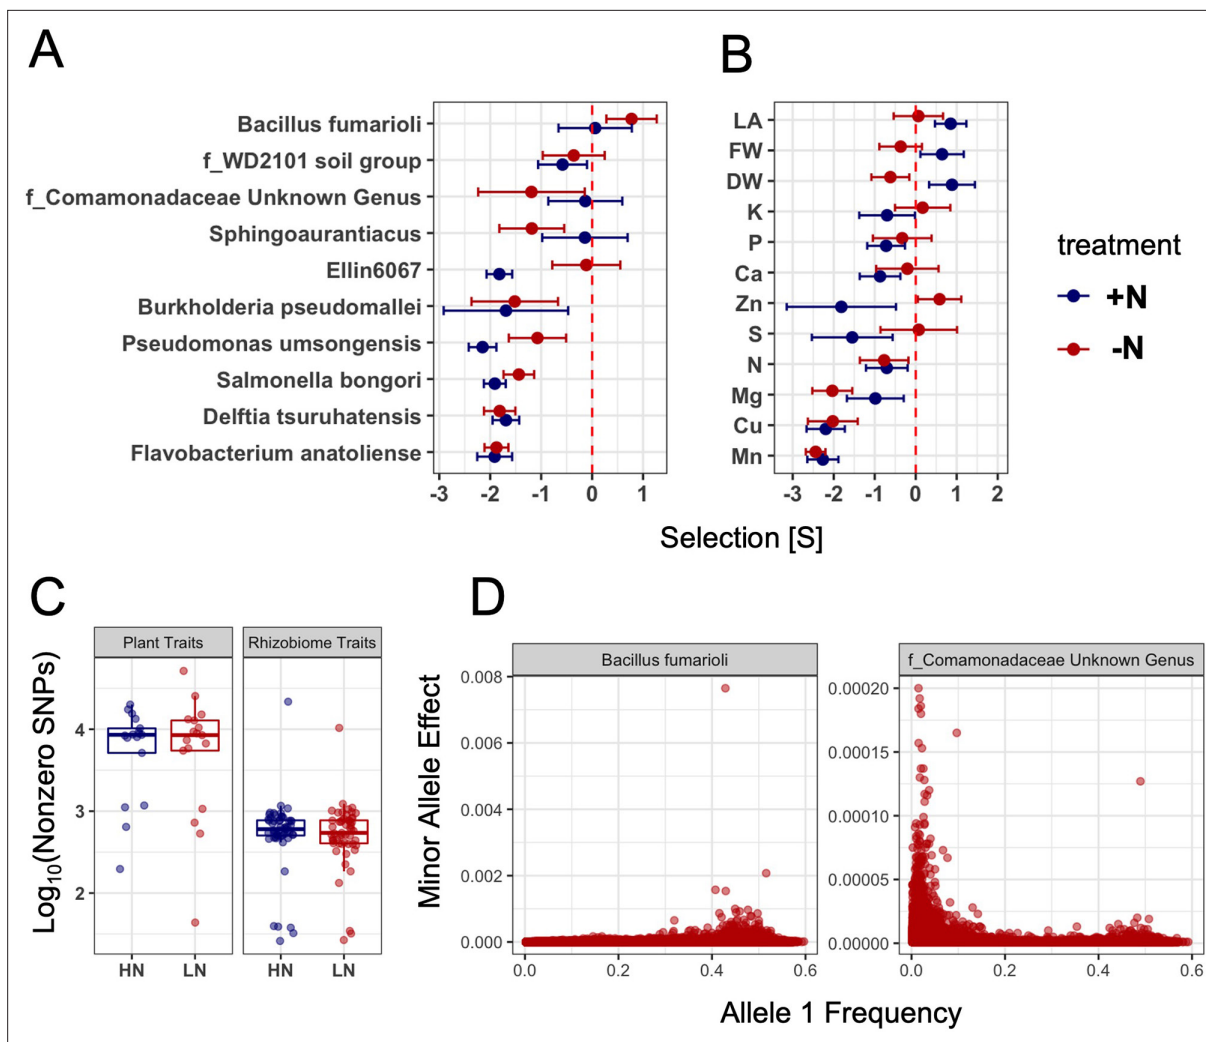 A
B
Bacillus fumarioli
f_WD2101 soil group
f_Comamonadaceae Unknown Genus
Sphingoaurantiacus
Ellin6067
Burkholderia pseudomallei
Pseudomonas umsongensis
Salmonella bongori
Delftia tsuruhatensis
Flavobacterium anatoliense
-3 -2 -1 0 1
LA
FW
DW
K
P
Ca
Zn
S
N
Mg
Cu
Mn
-3 -2 -1 0 1 2
treatment
+N
-N
Selection [S]
C
Plant Traits Rhizobiome Traits
Log10(Nonzero SNPs)
4
3
2
HN LN HN LN
D
Bacillus fumarioli f_Comamonadaceae Unknown Genus
Minor Allele Effect
0.008
0.006
0.004
0.002
0.000
0.0 0.2 0.4 0.6
0.00020
0.00015
0.00010
0.00005
0.00000
0.0 0.2 0.4 0.6
Allele 1 Frequency